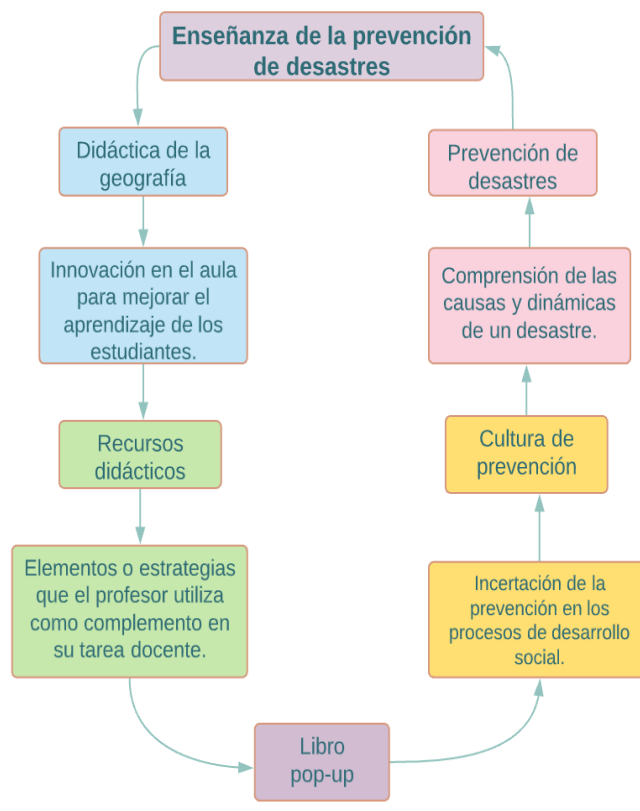 Enseñanza de la prevención
de desastres
Didáctica de la
geografía
Innovación en el aula
para mejorar el
aprendizaje de los
estudiantes.
Recursos
didácticos
Elementos o estrategias
que el profesor utiliza
como complemento en
su tarea docente.
Libro
pop-up
Incertación de la
prevención en los
procesos de desarrollo
social.
Cultura de
prevención
Comprensión de las
causas y dinámicas
de un desastre.
Prevención de
desastres